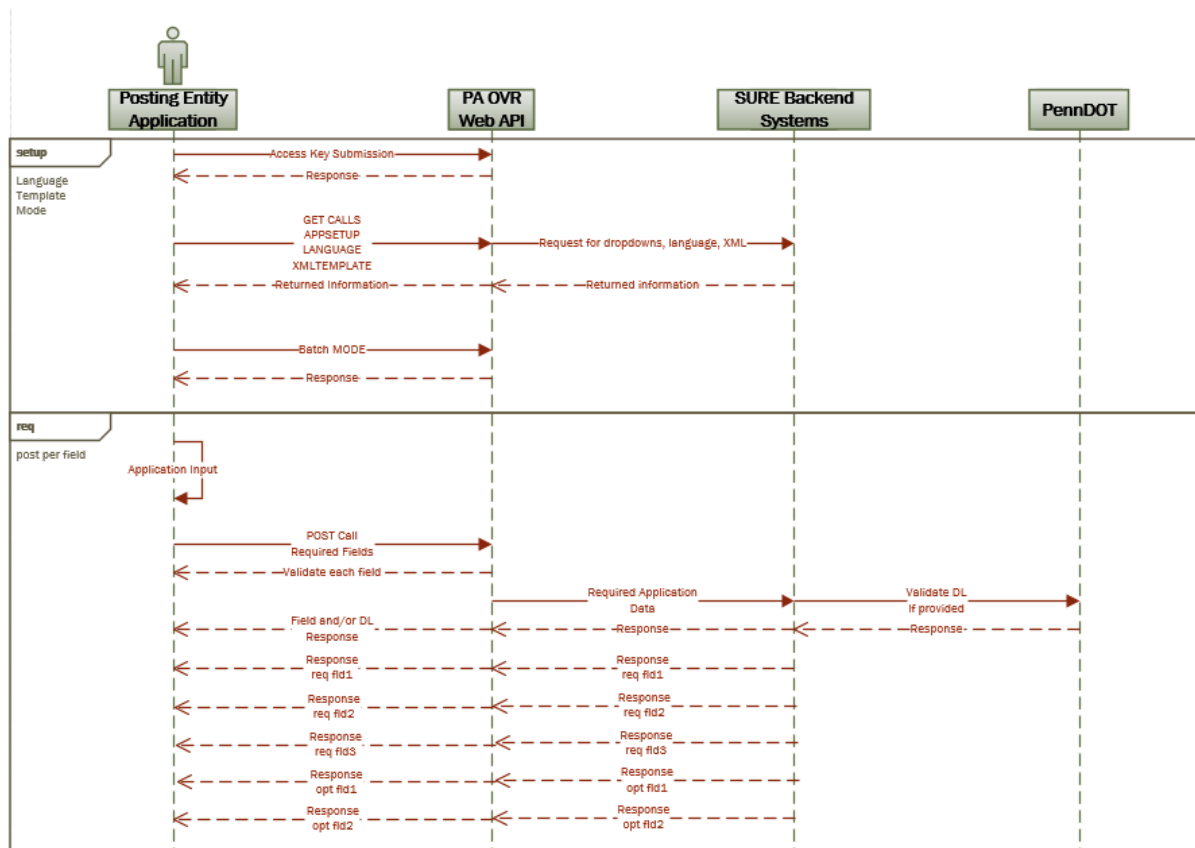 Posting Entity
Application
PA OVR
Web API
SURE Backend
Systems
PennDOT
setup
Language
Template
Mode
Access Key Submission
Response
GET CALLS
APPSETUP
LANGUAGE
XMLTEMPLATE
Request for dropdowns, language, XML
Returned Information
Returned information
Batch MODE
Response
req
post per field
Application Input
POST Call
Required Fields
Validate each field
Required Application
Data
Validate DL
If provided
Field and/or DL
Response
Response
Response
Response
req fld1
Response
req fld1
Response
req fld2
Response
req fld2
Response
req fld3
Response
req fld3
Response
opt fld1
Response
opt fld1
Response
opt fld2
Response
opt fld2